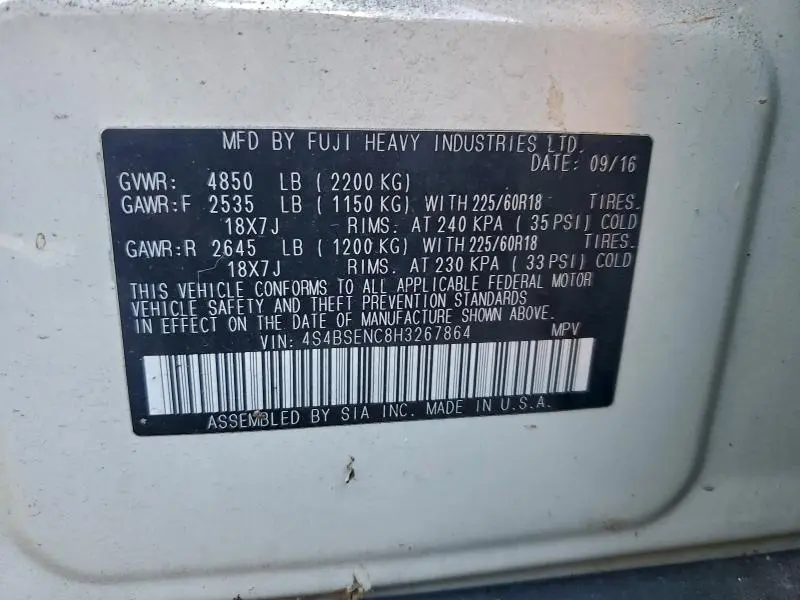 MFD BY FUJI HEAVY INDUSTRIES LTD.
DATE: 09/16
GVWR: 4850 LB (2200 KG)
GAWR:F 2535 LB (1150 KG) WITH 225/60R18 TIRES.
18X7J RIMS. AT 240 KPA (35 PSI) COLD
GAWR:R 2645 LB (1200 KG) WITH 225/60R18 TIRES.
18X7J RIMS. AT 230 KPA (33 PSI) COLD
THIS VEHICLE CONFORMS TO ALL APPLICABLE FEDERAL MOTOR
VEHICLE SAFETY AND THEFT PREVENTION STANDARDS
IN EFFECT ON THE DATE OF MANUFACTURE SHOWN ABOVE.
VIN: 4S4BSENC8H3267864 MPV
ASSEMBLED BY SIA INC. MADE IN U.S.A.